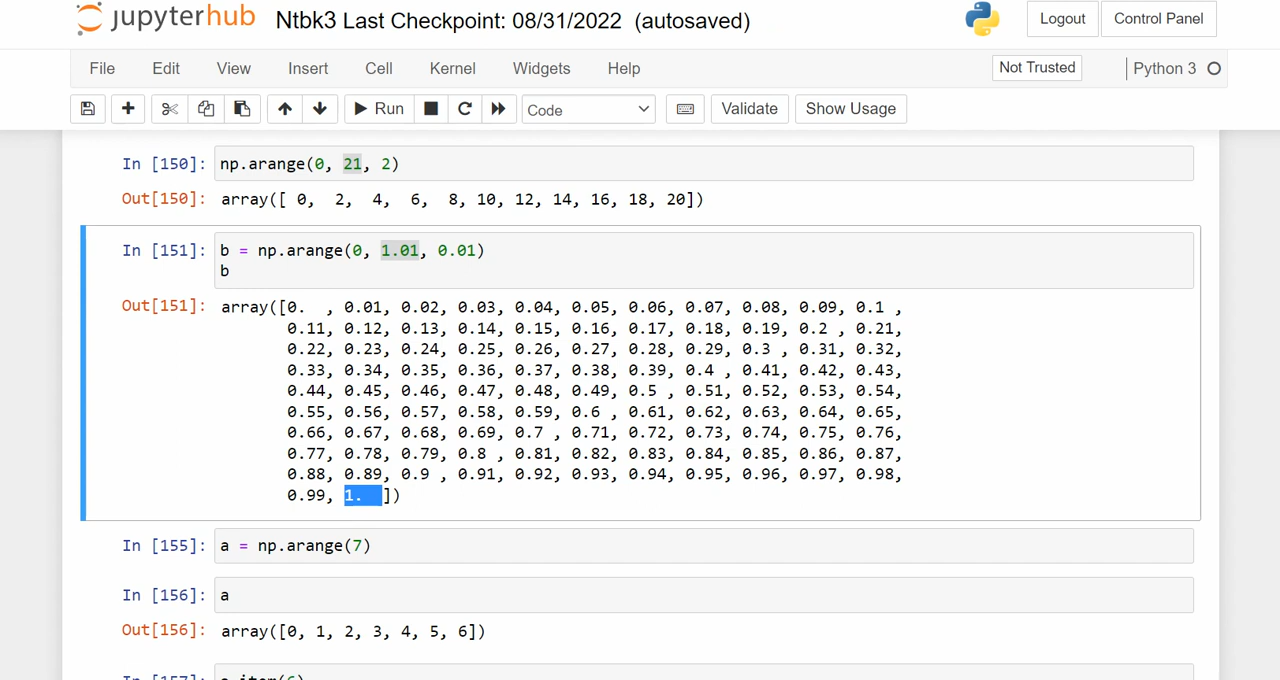 jupyterhub Ntbk3 Last Checkpoint: 08/31/2022 (autosaved) Logout Control Panel
File Edit View Insert Cell Kernel Widgets Help Not Trusted Python 3
Run Code Validate Show Usage
In [150]: np.arange(0, 21, 2)
Out[150]: array([ 0,  2,  4,  6,  8, 10, 12, 14, 16, 18, 20])
In [151]: b = np.arange(0, 1.01, 0.01)
b
Out[151]: array([0.  , 0.01, 0.02, 0.03, 0.04, 0.05, 0.06, 0.07, 0.08, 0.09, 0.1 ,
0.11, 0.12, 0.13, 0.14, 0.15, 0.16, 0.17, 0.18, 0.19, 0.2 , 0.21,
0.22, 0.23, 0.24, 0.25, 0.26, 0.27, 0.28, 0.29, 0.3 , 0.31, 0.32,
0.33, 0.34, 0.35, 0.36, 0.37, 0.38, 0.39, 0.4 , 0.41, 0.42, 0.43,
0.44, 0.45, 0.46, 0.47, 0.48, 0.49, 0.5 , 0.51, 0.52, 0.53, 0.54,
0.55, 0.56, 0.57, 0.58, 0.59, 0.6 , 0.61, 0.62, 0.63, 0.64, 0.65,
0.66, 0.67, 0.68, 0.69, 0.7 , 0.71, 0.72, 0.73, 0.74, 0.75, 0.76,
0.77, 0.78, 0.79, 0.8 , 0.81, 0.82, 0.83, 0.84, 0.85, 0.86, 0.87,
0.88, 0.89, 0.9 , 0.91, 0.92, 0.93, 0.94, 0.95, 0.96, 0.97, 0.98,
0.99, 1.  ])
In [155]: a = np.arange(7)
In [156]: a
Out[156]: array([0, 1, 2, 3, 4, 5, 6])